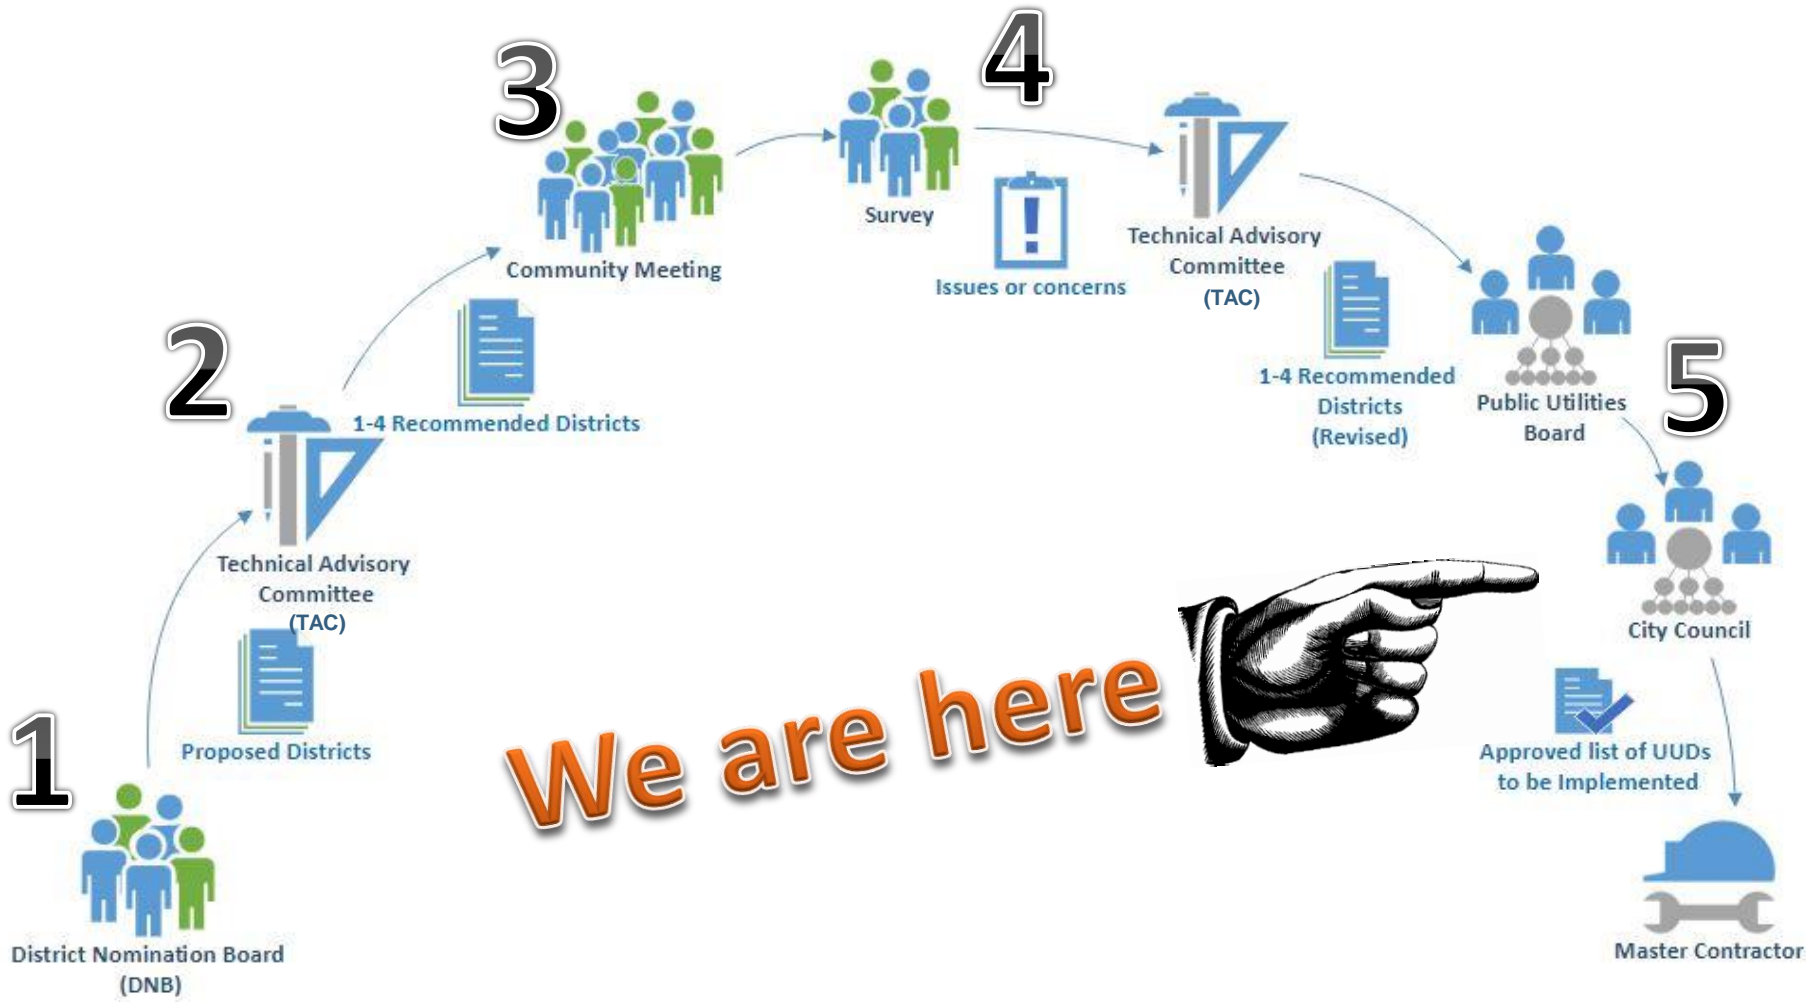 1
District Nomination Board
(DNB)
Proposed Districts
2
Technical Advisory
Committee
(TAC)
1-4 Recommended Districts
3
Community Meeting
Survey
4
Issues or concerns
Technical Advisory
Committee
(TAC)
1-4 Recommended
Districts
(Revised)
Public Utilities
Board
5
City Council
We are here
Approved list of UUDs
to be Implemented
Master Contractor